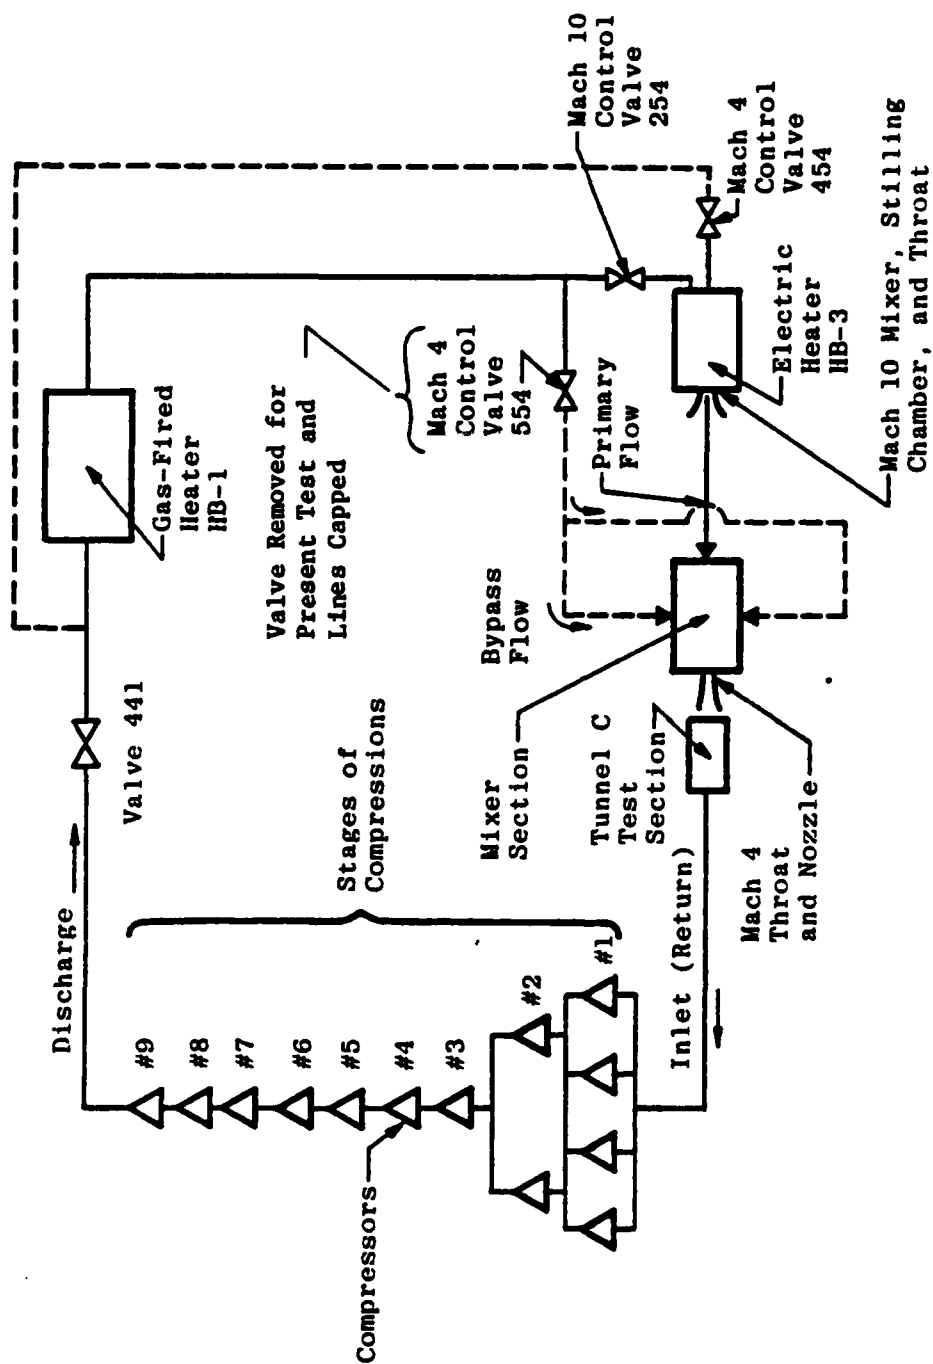 Compressors
Discharge
#9
#8
#7
#6
#5
#4
#3
#2
#1
Stages of
Compressions
Inlet (Return)
Valve 441
Gas-Fired
Heater
HB-1
Valve Removed for
Present Test and
Lines Capped
Mach 4
Control
Valve
554
Mach 10
Control
Valve
254
Mach 4
Control
Valve
454
Bypass
Flow
Primary
Flow
Mixer
Section
Tunnel C
Test
Section
Mach 4
Throat
and Nozzle
Electric
Heater
HB-3
Mach 10 Mixer, Stilling
Chamber, and Throat